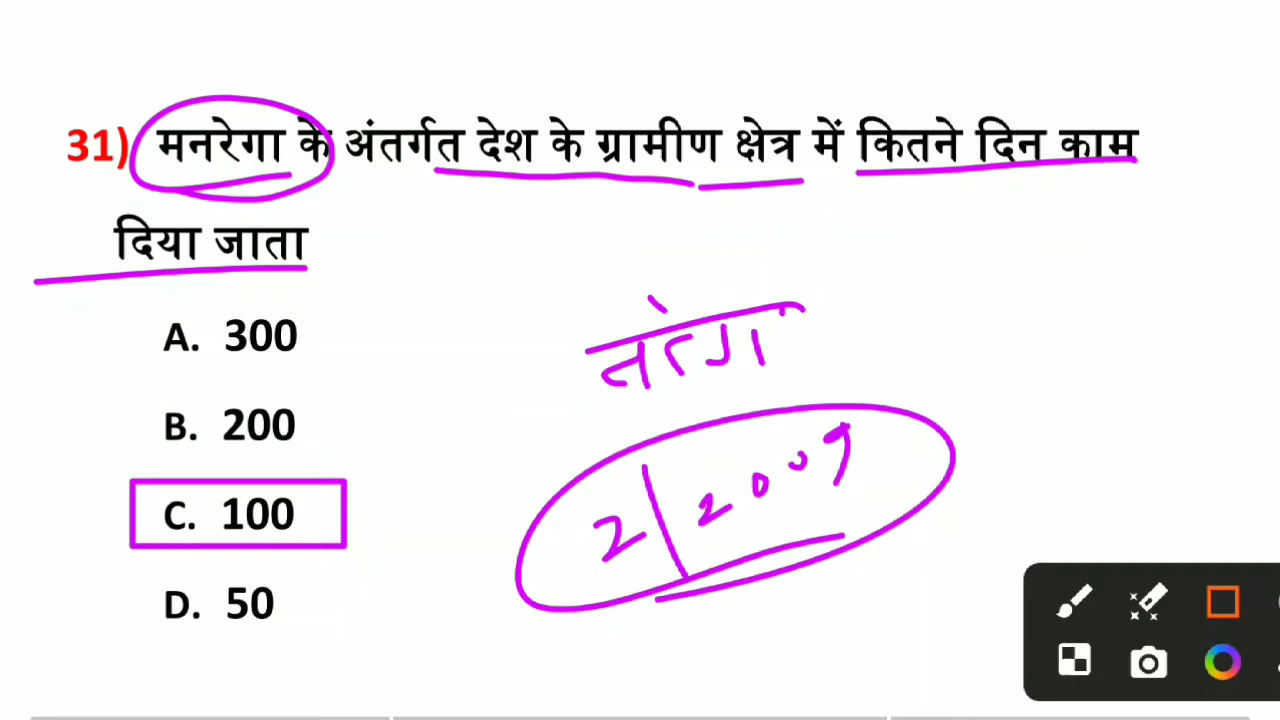 31) मनरेगा के अंतर्गत देश के ग्रामीण क्षेत्र में कितने दिन काम
दिया जाता
A. 300
B. 200
C. 100
D. 50
नरेगा
2 | 2009